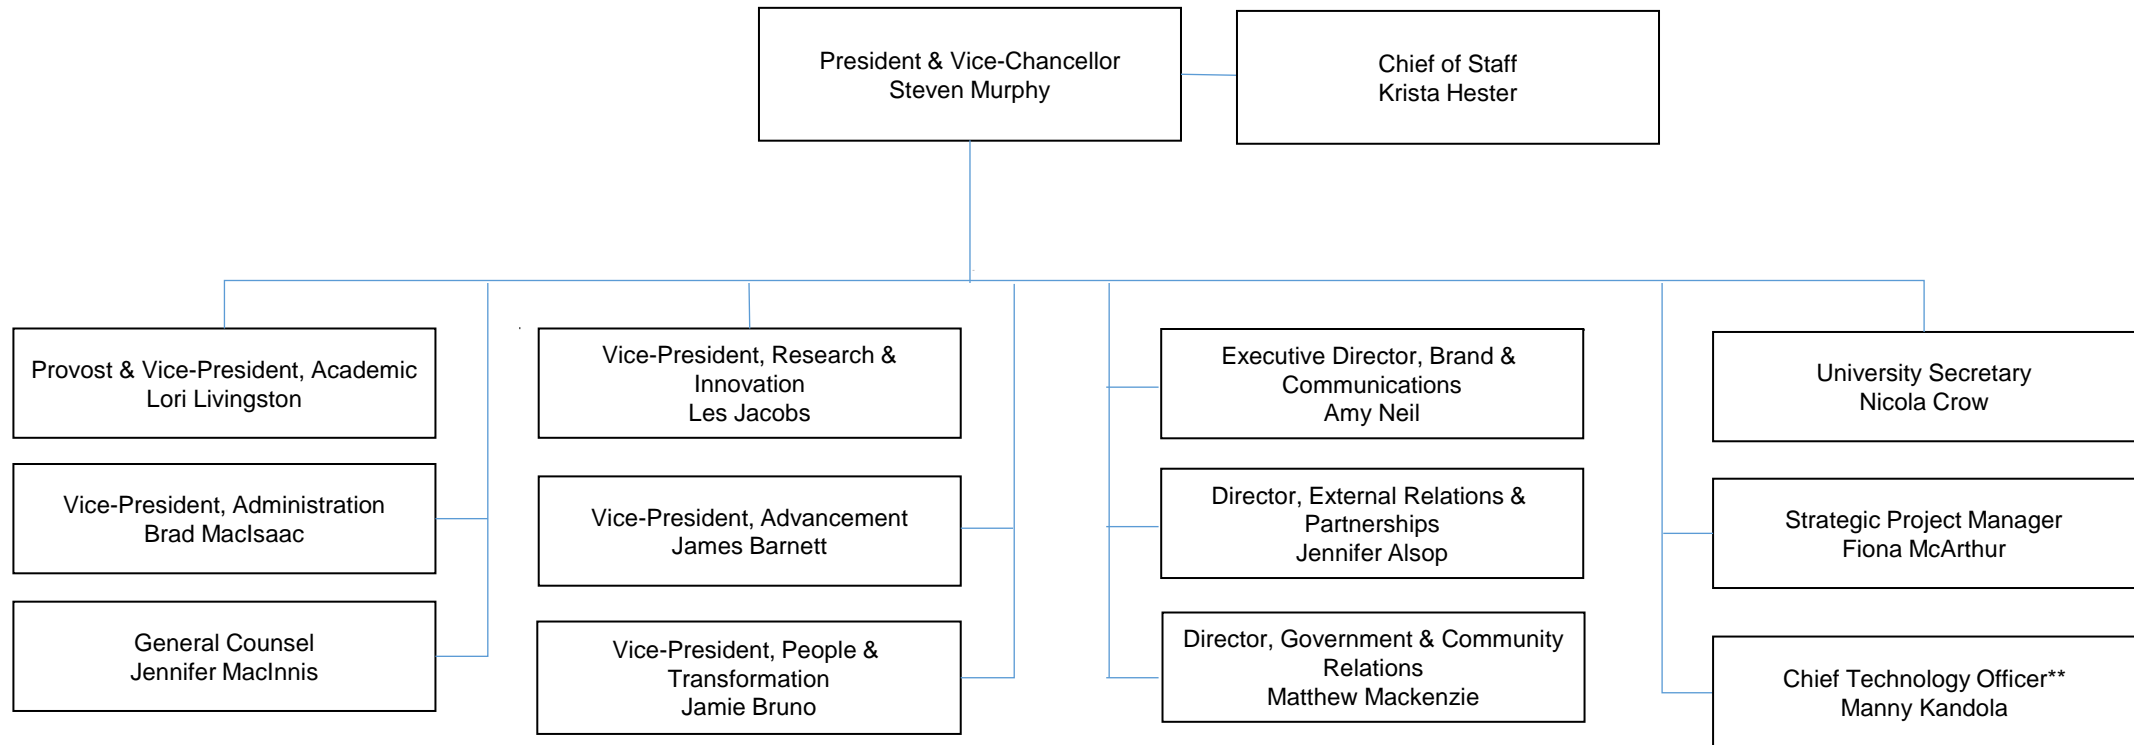 President & Vice-Chancellor
Steven Murphy
Chief of Staff
Krista Hester
Provost & Vice-President, Academic
Lori Livingston
Vice-President, Research &
Innovation
Les Jacobs
Executive Director, Brand &
Communications
Amy Neil
University Secretary
Nicola Crow
Vice-President, Administration
Brad MacIsaac
Vice-President, Advancement
James Barnett
Director, External Relations &
Partnerships
Jennifer Alsop
Strategic Project Manager
Fiona McArthur
General Counsel
Jennifer MacInnis
Vice-President, People &
Transformation
Jamie Bruno
Director, Government & Community
Relations
Matthew Mackenzie
Chief Technology Officer**
Manny Kandola